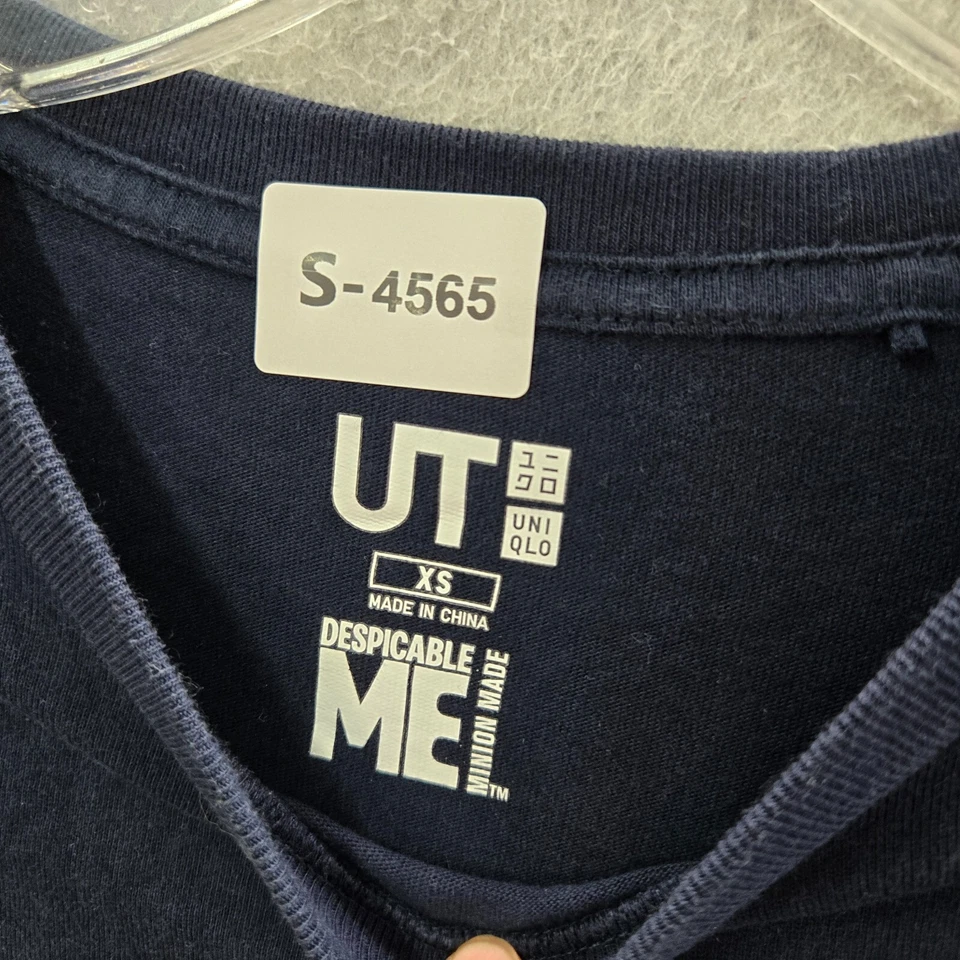 S-4565
UT
ユニ
クロ
UNI
QLO
XS
MADE IN CHINA
DESPICABLE
ME
MINION MADE
TM